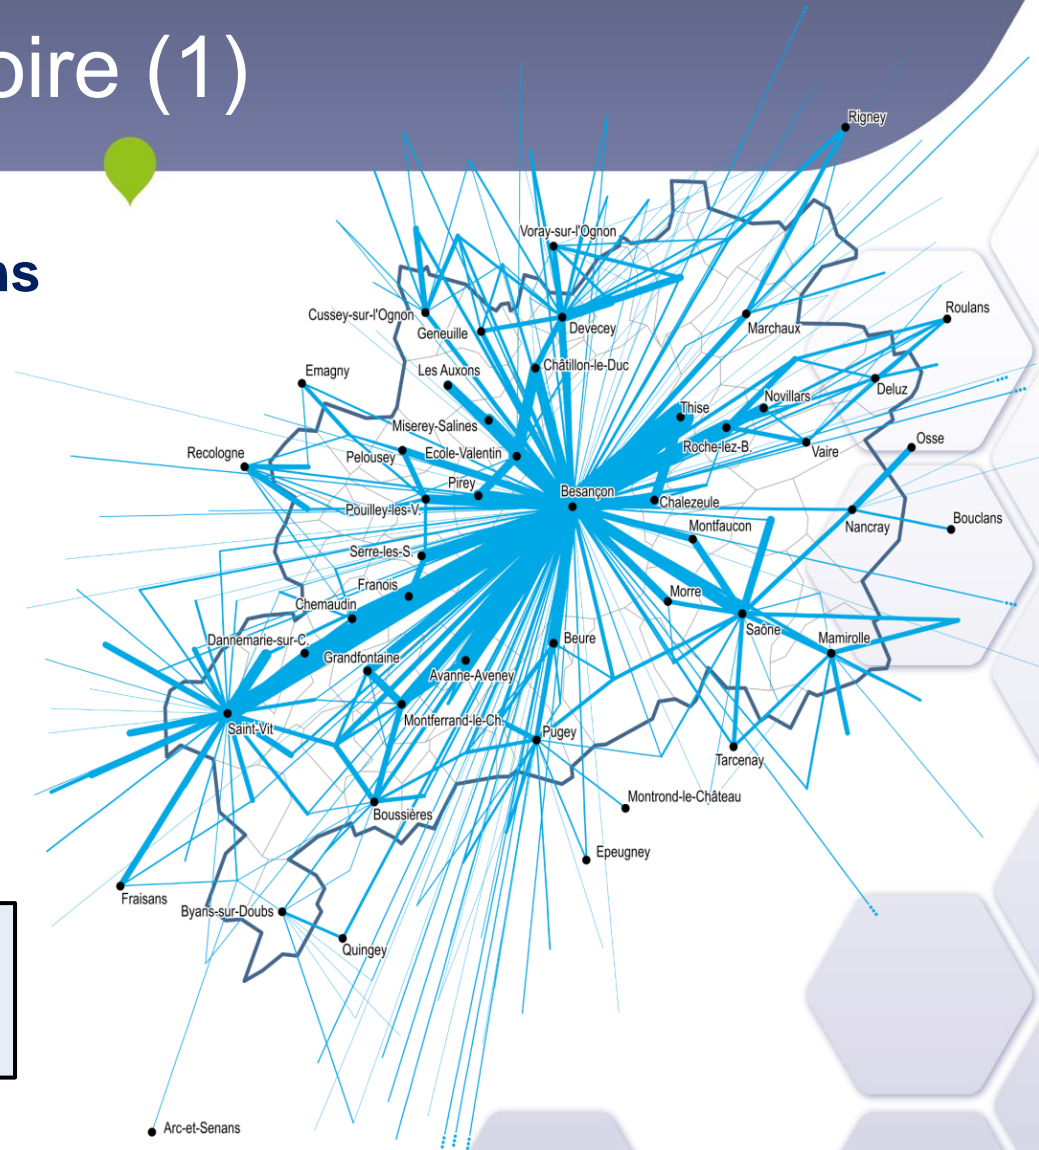 oire (1)
Rigney
Voray-sur-l'Ognon
ns
Roulans
Cussey-sur-l'Ognon
Geneuille
Devecey
Marchaux
Emagny
Les Auxons
Châtillon-le-Duc
Deluz
Novillars
Thise
Miserey-Salines
Osse
Recologne
Pelousey
Ecole-Valentin
Roche-lez-B.
Vaire
Pirey
Besançon
Pouilley-les-V.
Chalezeule
Bouclans
Montfaucon
Nancray
Serre-les-S.
Franois
Morre
Chemaudin
Saône
Dannemarie-sur-C.
Beure
Mamirolle
Grandfontaine
Avanne-Aveney
Montferrand-le-Ch.
Saint-Vit
Pugey
Tarcenay
Montrond-le-Château
Boussières
Epeugney
Fraisans
Byans-sur-Doubs
Quingey
Arc-et-Senans